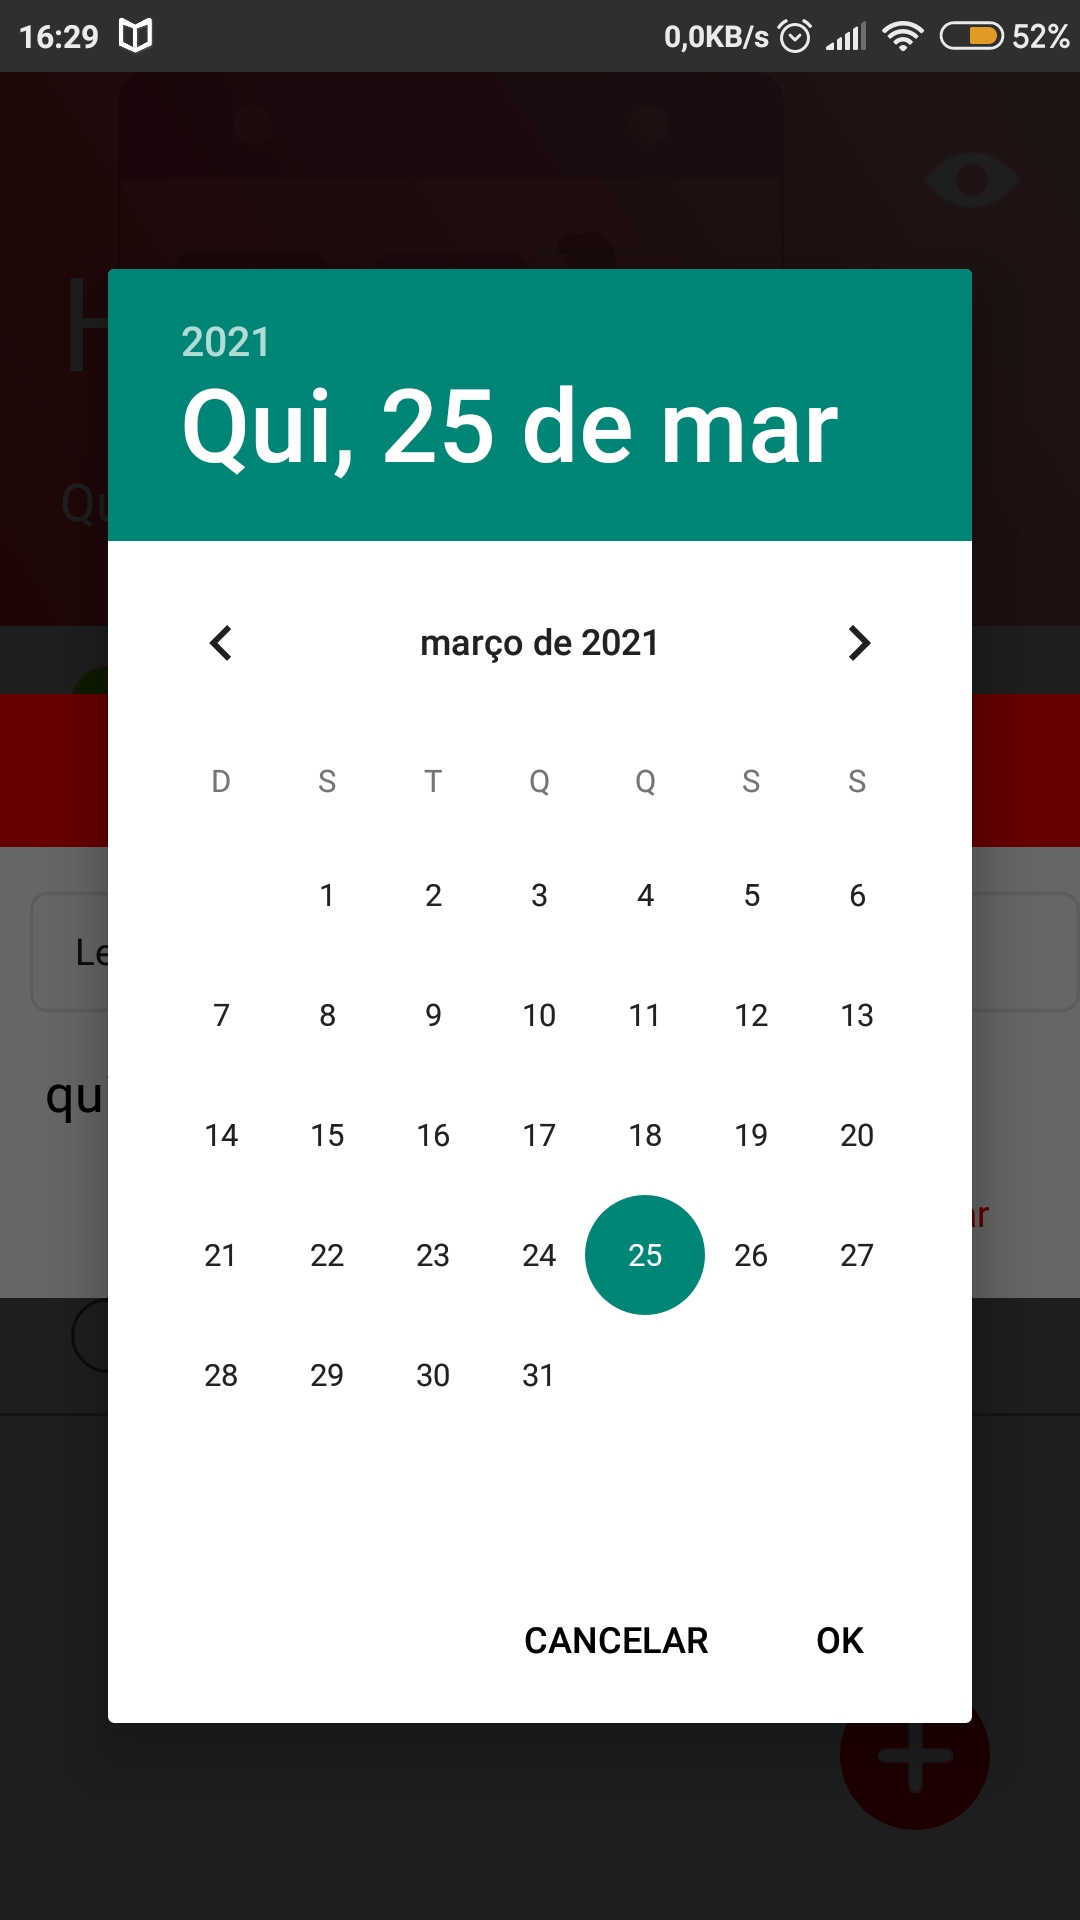 16:29 0,0KB/s 52%
2021
Qui, 25 de mar
março de 2021
D S T Q Q S S
1 2 3 4 5 6
7 8 9 10 11 12 13
14 15 16 17 18 19 20
21 22 23 24 25 26 27
28 29 30 31
CANCELAR OK